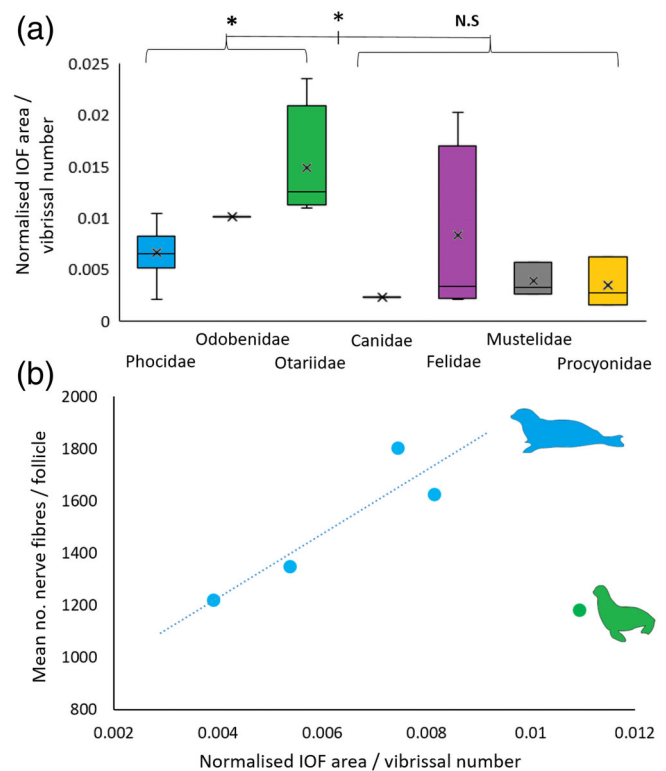 (a)
* * N.S
Normalised IOF area /
vibrissal number
0.025
0.02
0.015
0.01
0.005
0
Odobenidae Canidae Mustelidae
Phocidae Otariidae Felidae Procyonidae
(b)
Mean no. nerve fibres / follicle
2000
1800
1600
1400
1200
1000
800
0.002 0.004 0.006 0.008 0.01 0.012
Normalised IOF area / vibrissal number